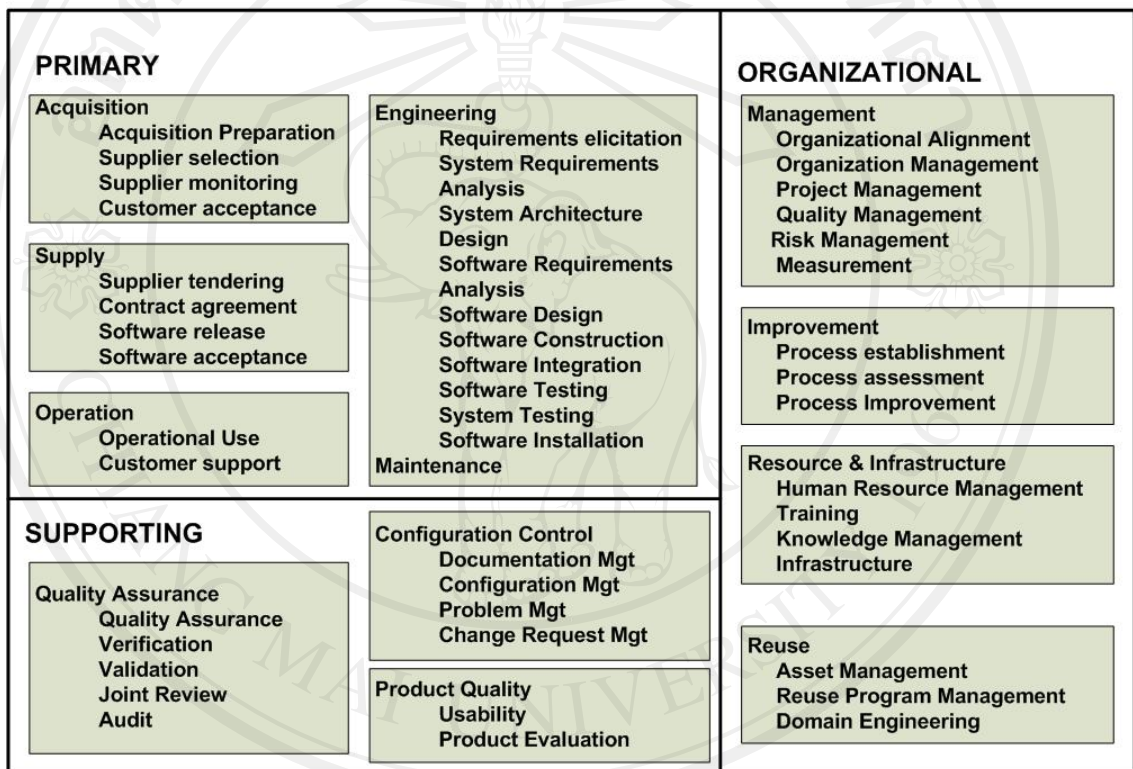 PRIMARY
Acquisition
Acquisition Preparation
Supplier selection
Supplier monitoring
Customer acceptance
Supply
Supplier tendering
Contract agreement
Software release
Software acceptance
Operation
Operational Use
Customer support
Engineering
Requirements elicitation
System Requirements
Analysis
System Architecture
Design
Software Requirements
Analysis
Software Design
Software Construction
Software Integration
Software Testing
System Testing
Software Installation
Maintenance
SUPPORTING
Quality Assurance
Quality Assurance
Verification
Validation
Joint Review
Audit
Configuration Control
Documentation Mgt
Configuration Mgt
Problem Mgt
Change Request Mgt
Product Quality
Usability
Product Evaluation
ORGANIZATIONAL
Management
Organizational Alignment
Organization Management
Project Management
Quality Management
Risk Management
Measurement
Improvement
Process establishment
Process assessment
Process Improvement
Resource & Infrastructure
Human Resource Management
Training
Knowledge Management
Infrastructure
Reuse
Asset Management
Reuse Program Management
Domain Engineering
CHIANG MAI UNIVERSITY